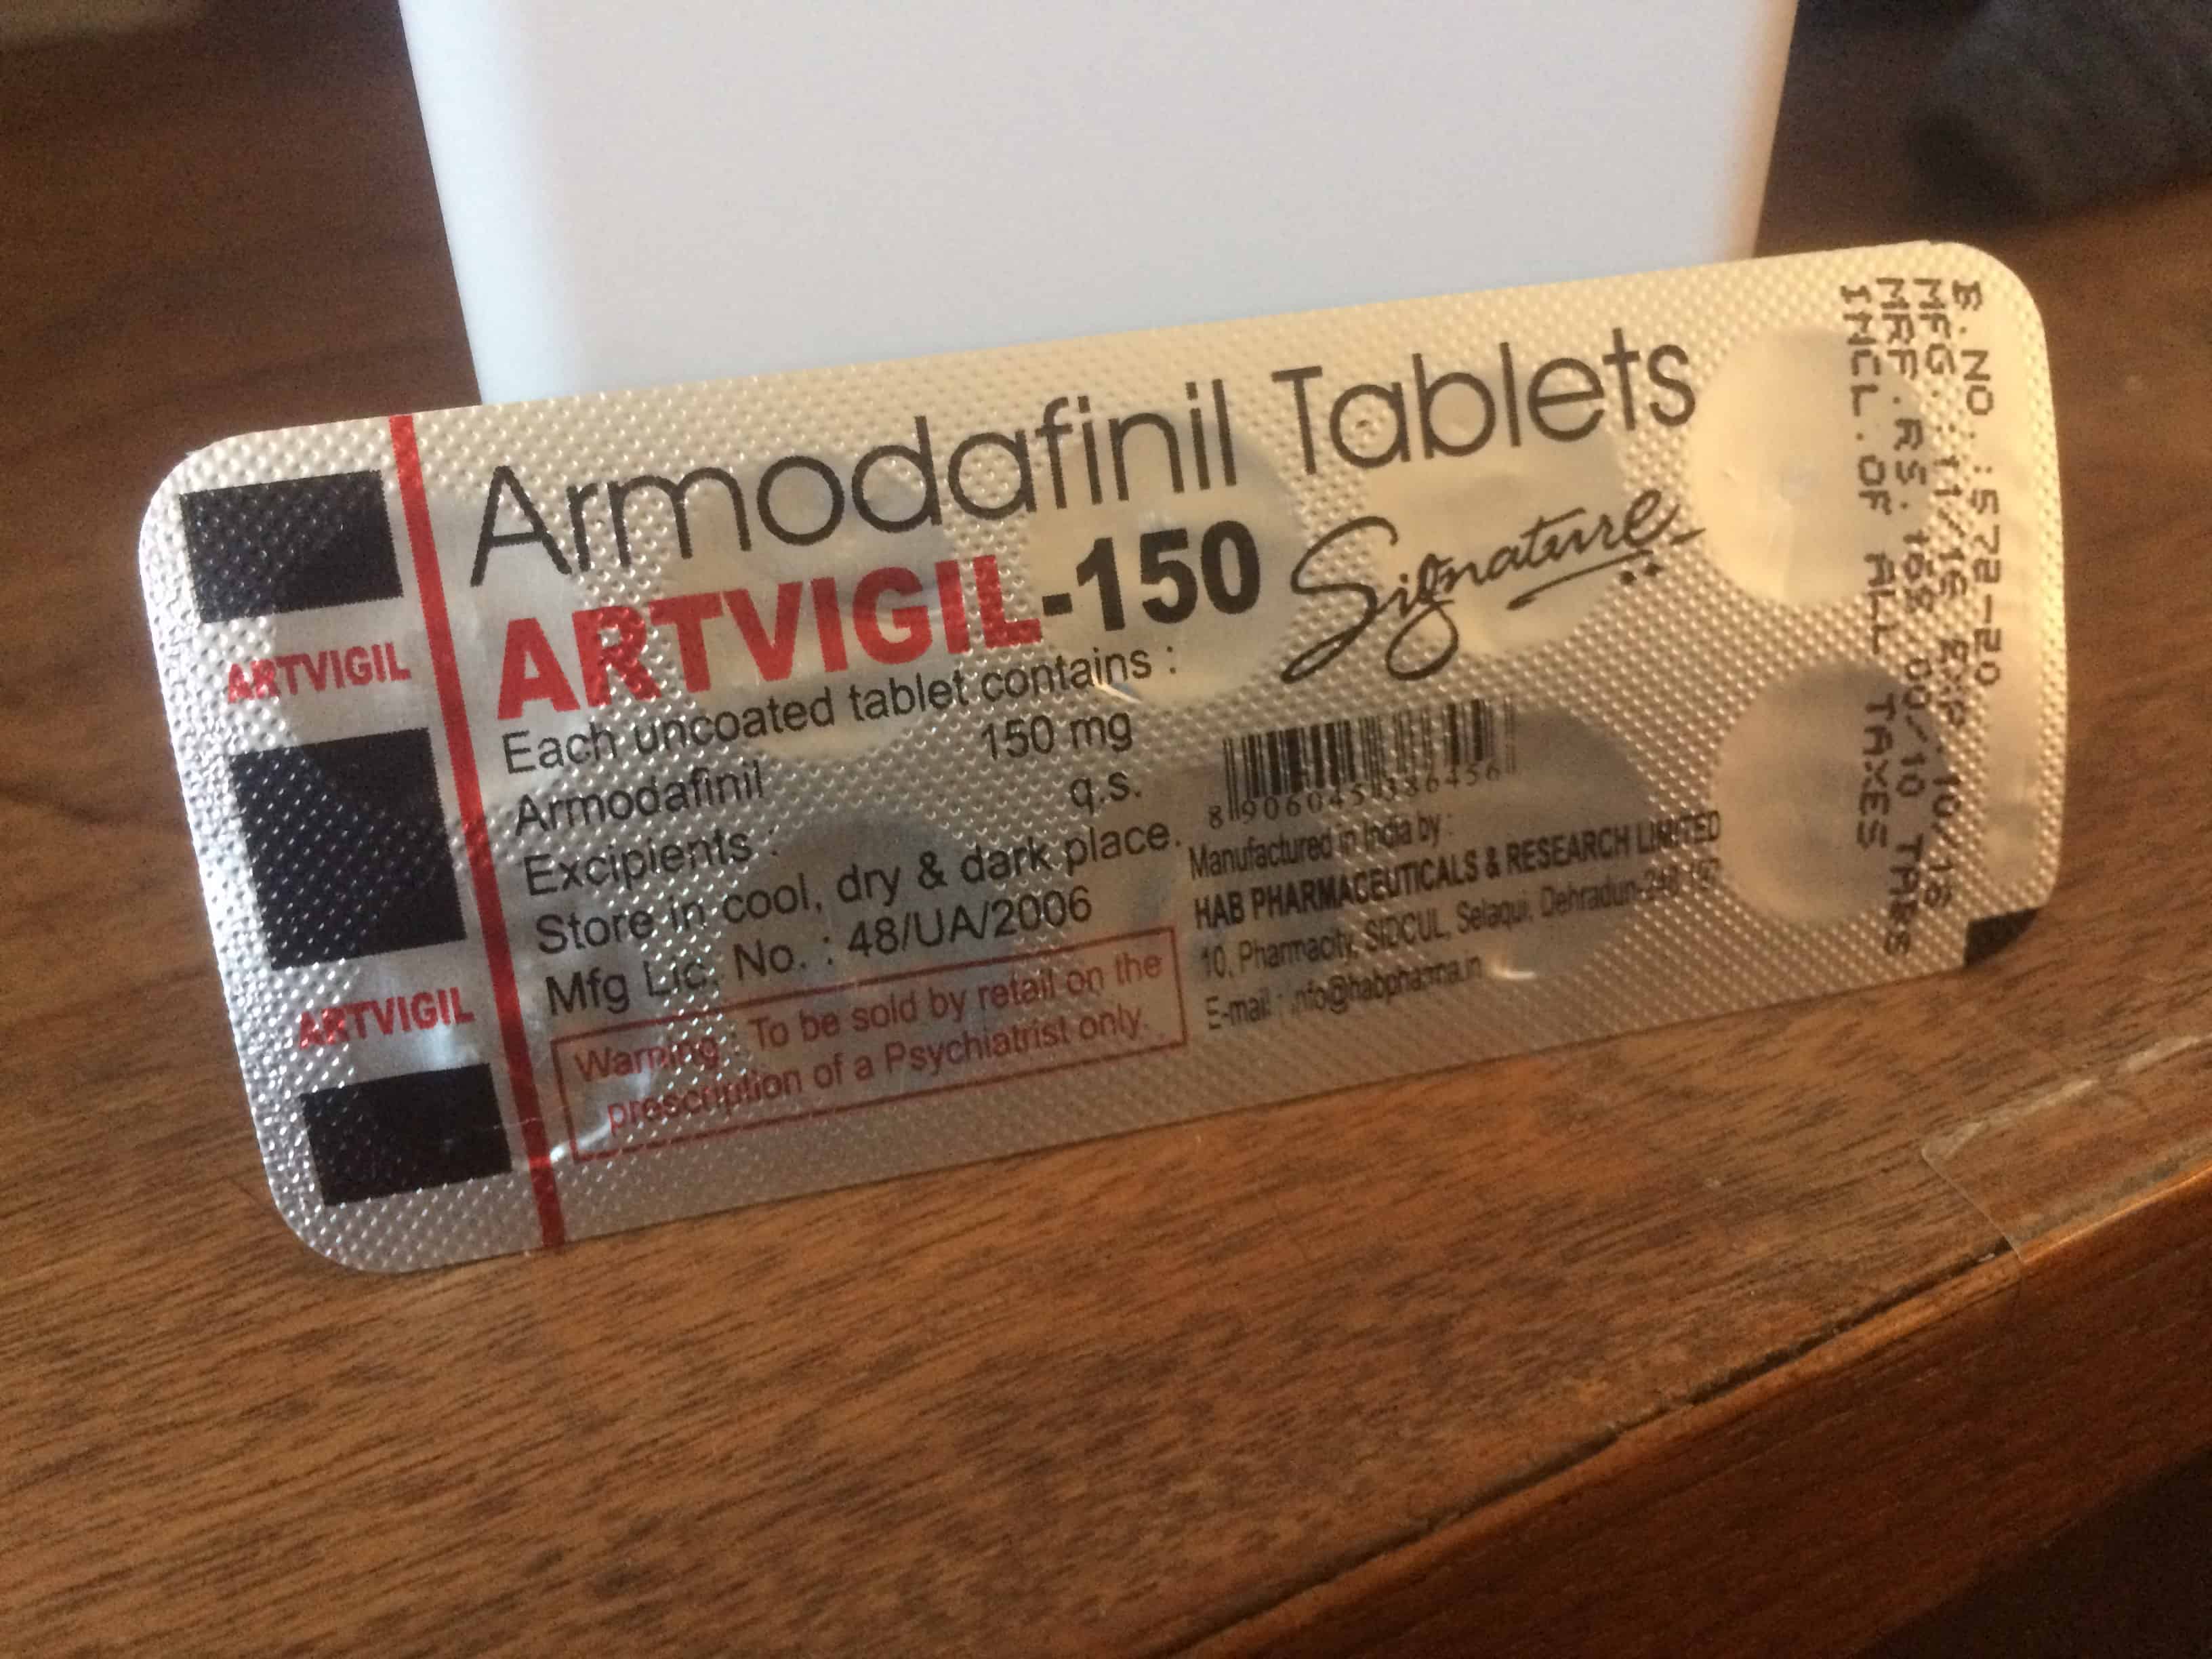 ARTVIGIL
ARTVIGIL
Armodafinil Tablets
ARTVIGIL-150
Signature
Each uncoated tablet contains :
Armodafinil 150 mg
Excipients : q.s.
Store in cool, dry & dark place.
Mfg Lic. No. : 48/UA/2006
Warning : To be sold by retail on the
prescription of a Psychiatrist only.
Manufactured in India by :
HAB PHARMACEUTICALS & RESEARCH LIMITED
10, Pharmacity, SIDCUL, Selaqui, Dehradun-248 197
E-mail : info@habpharma.in
B.NO.:572-20
MFG.:11/16 EXP.:10/18
MRP.RS. 00/10 TABS
INCL.OF ALL TAXES